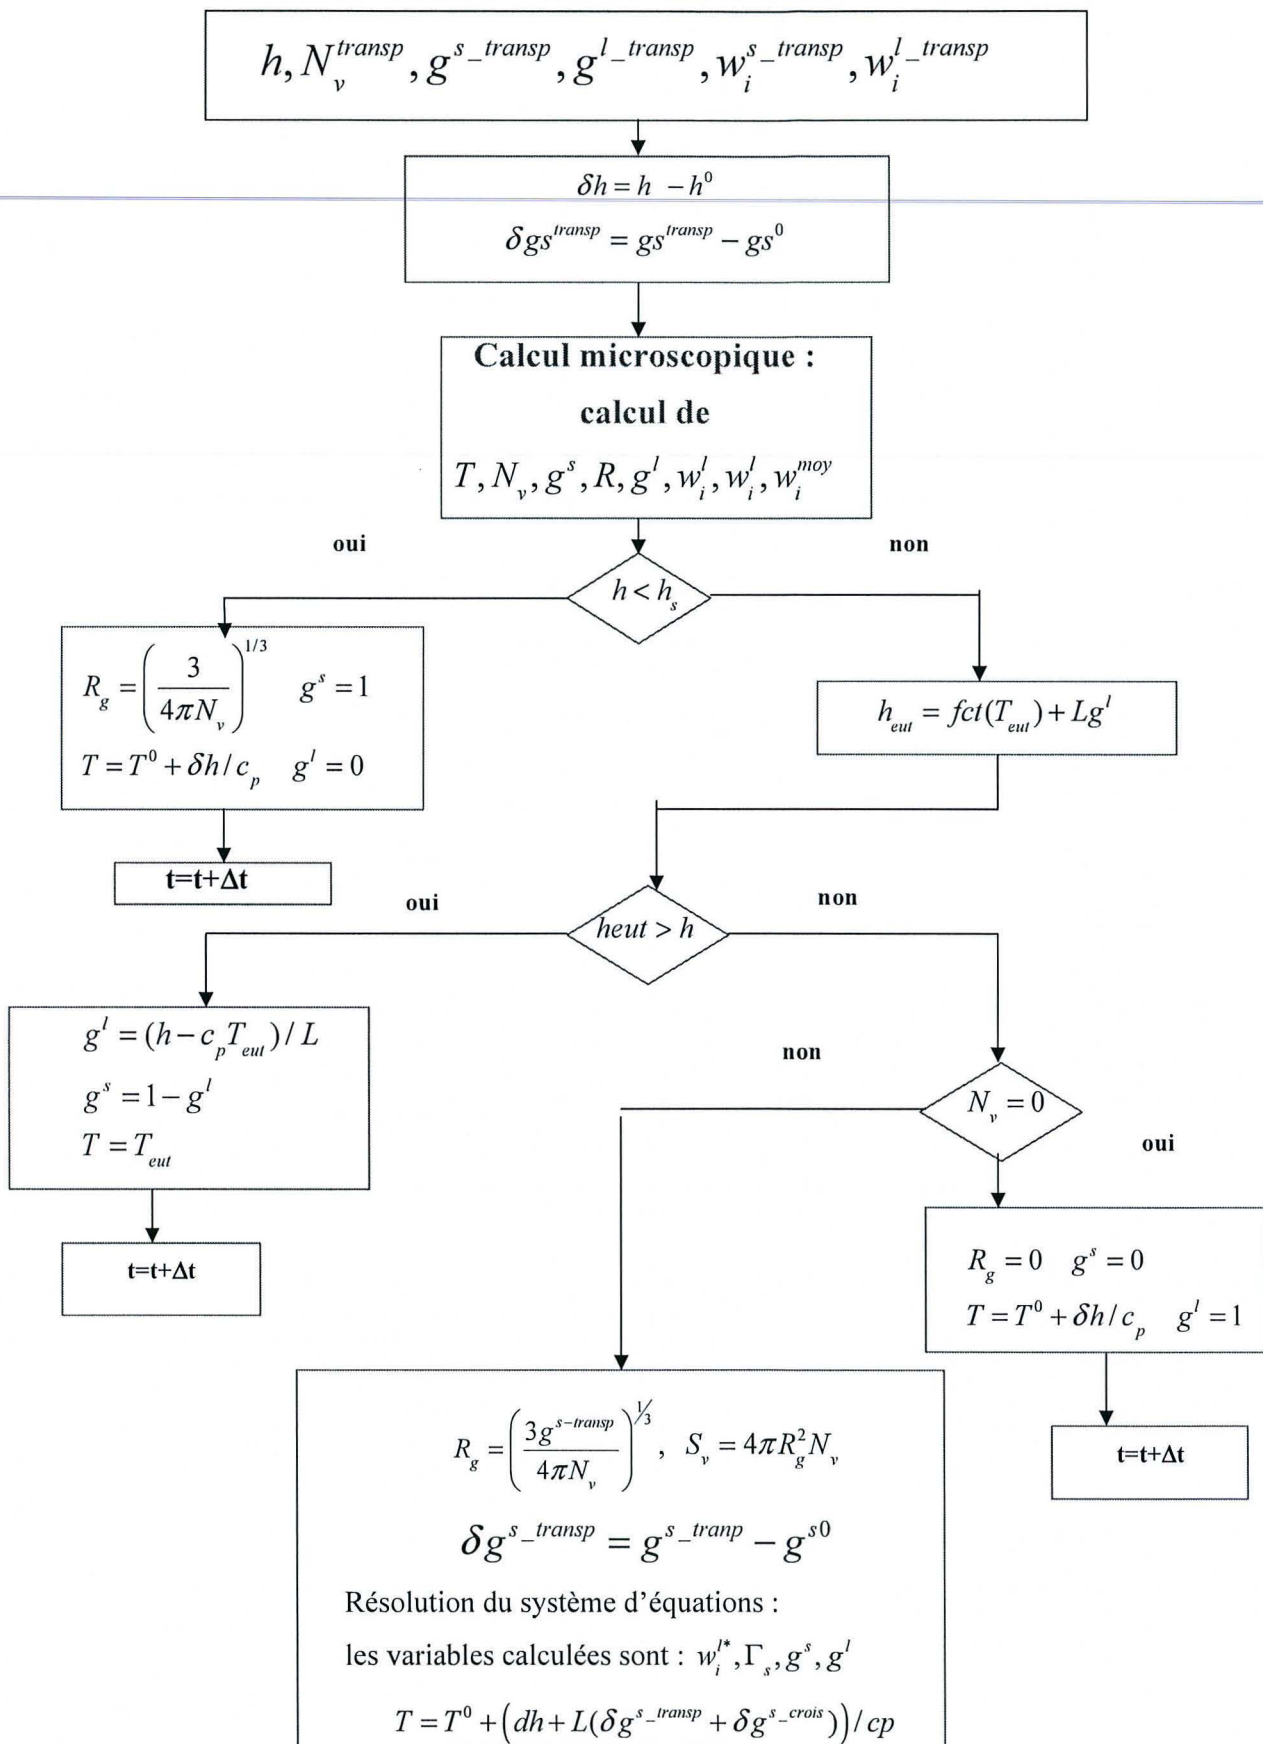 h, N_v^{transp}, g^{s_transp}, g^{l_transp}, w_i^{s_transp}, w_i^{l_transp}
δh = h − h^0
δgs^{transp} = gs^{transp} − gs^0
Calcul microscopique :
calcul de
T, N_v, g^s, R, g^l, w_i^l, w_i^l, w_i^{moy}
oui
non
h < h_s
R_g = (3 / 4πN_v)^{1/3} g^s = 1
T = T^0 + δh / c_p g^l = 0
h_{eut} = fct(T_{eut}) + Lg^l
t=t+Δt
oui
non
heut > h
g^l = (h − c_p T_{eut}) / L
g^s = 1 − g^l
T = T_{eut}
non
N_v = 0
oui
t=t+Δt
R_g = 0 g^s = 0
T = T^0 + δh / c_p g^l = 1
t=t+Δt
R_g = (3g^{s-transp} / 4πN_v)^{1/3}, S_v = 4πR_g^2 N_v
δg^{s_transp} = g^{s_tranp} − g^{s0}
Résolution du système d’équations :
les variables calculées sont : w_i^{l*}, Γ_s, g^s, g^l
T = T^0 + (dh + L(δg^{s_transp} + δg^{s_crois})) / cp